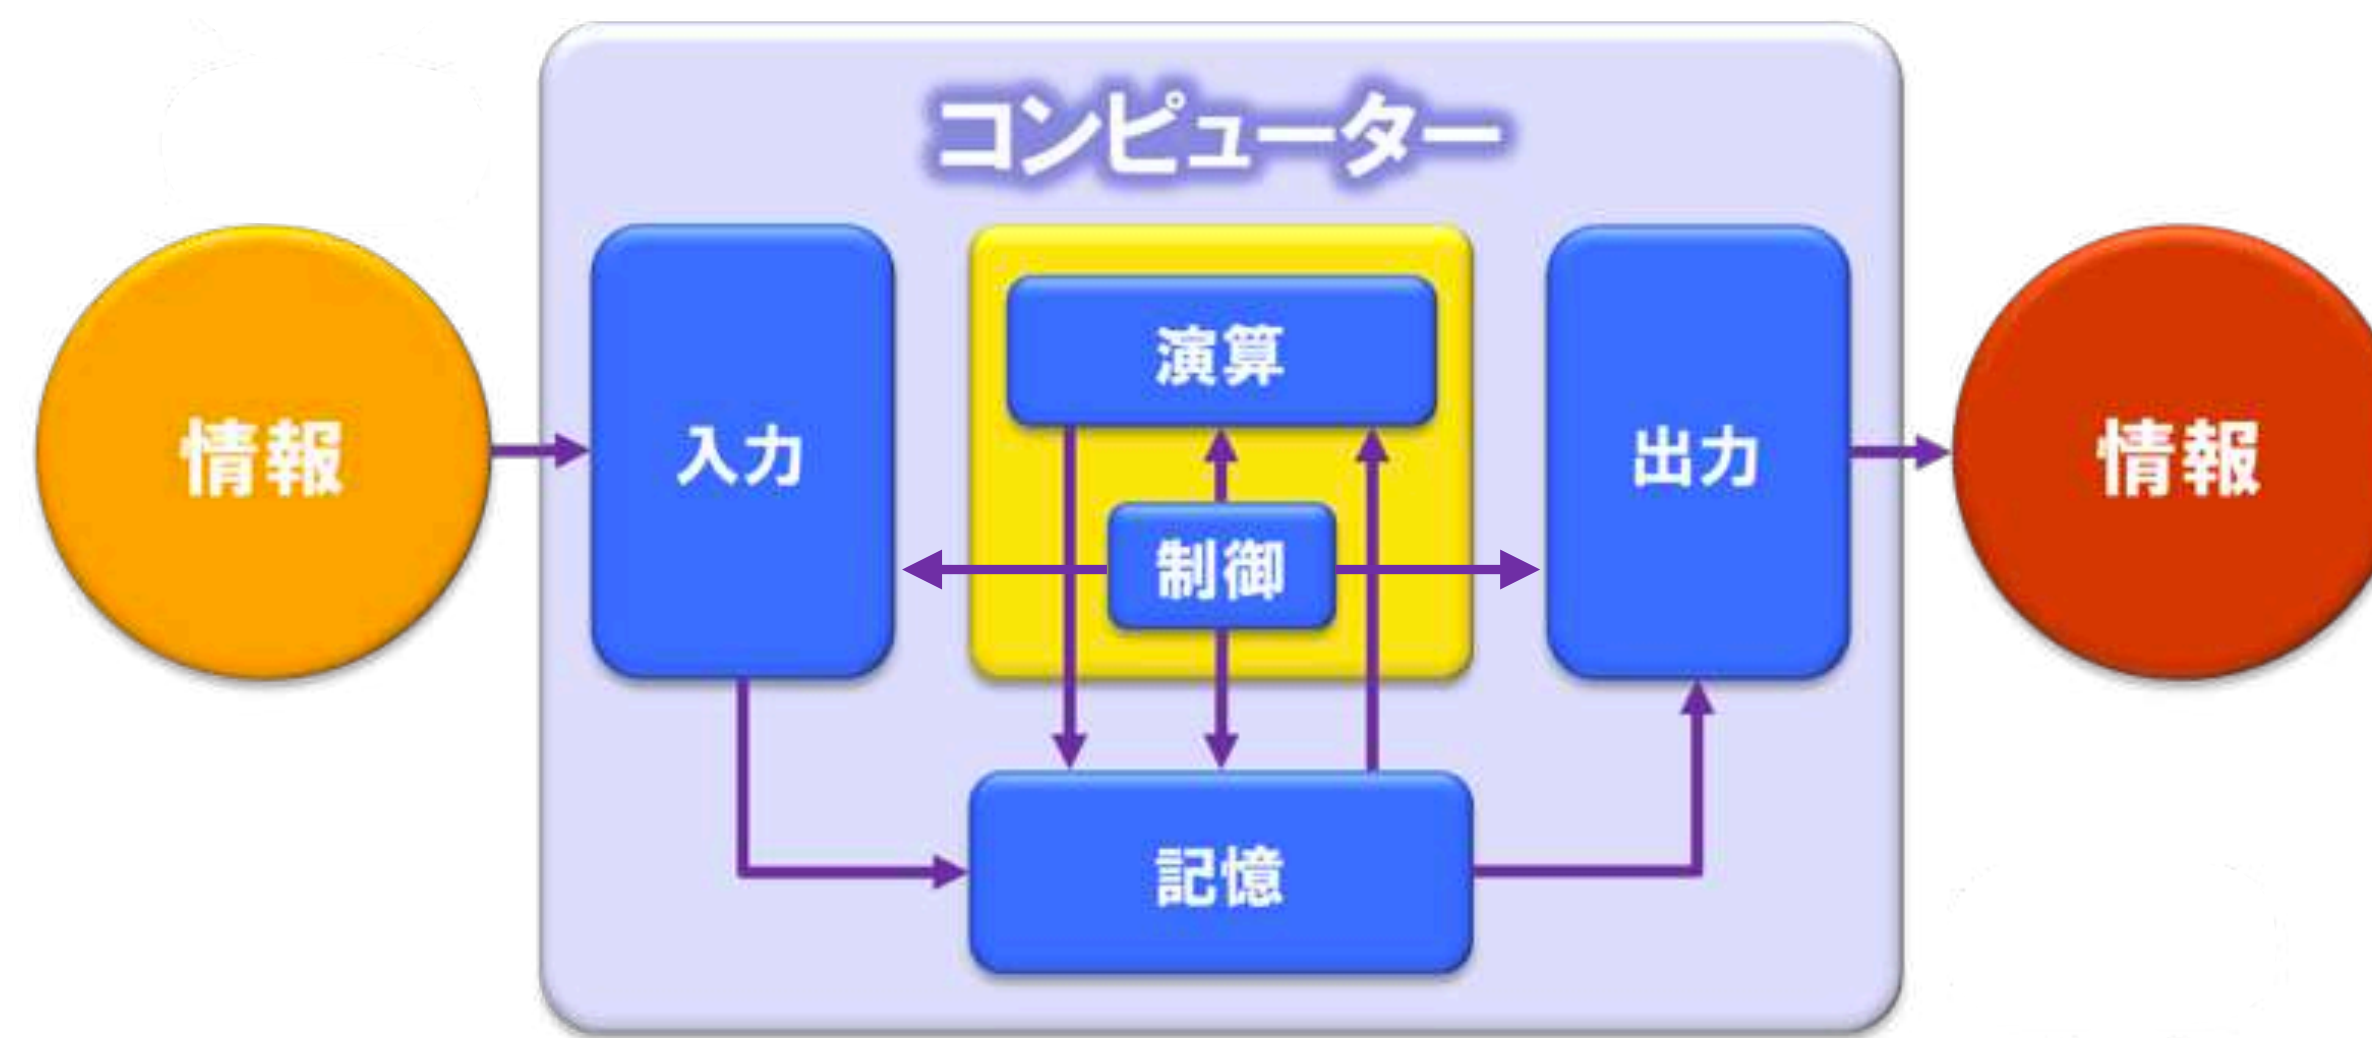 コンピューター
情報
入力
演算
制御
記憶
出力
情報